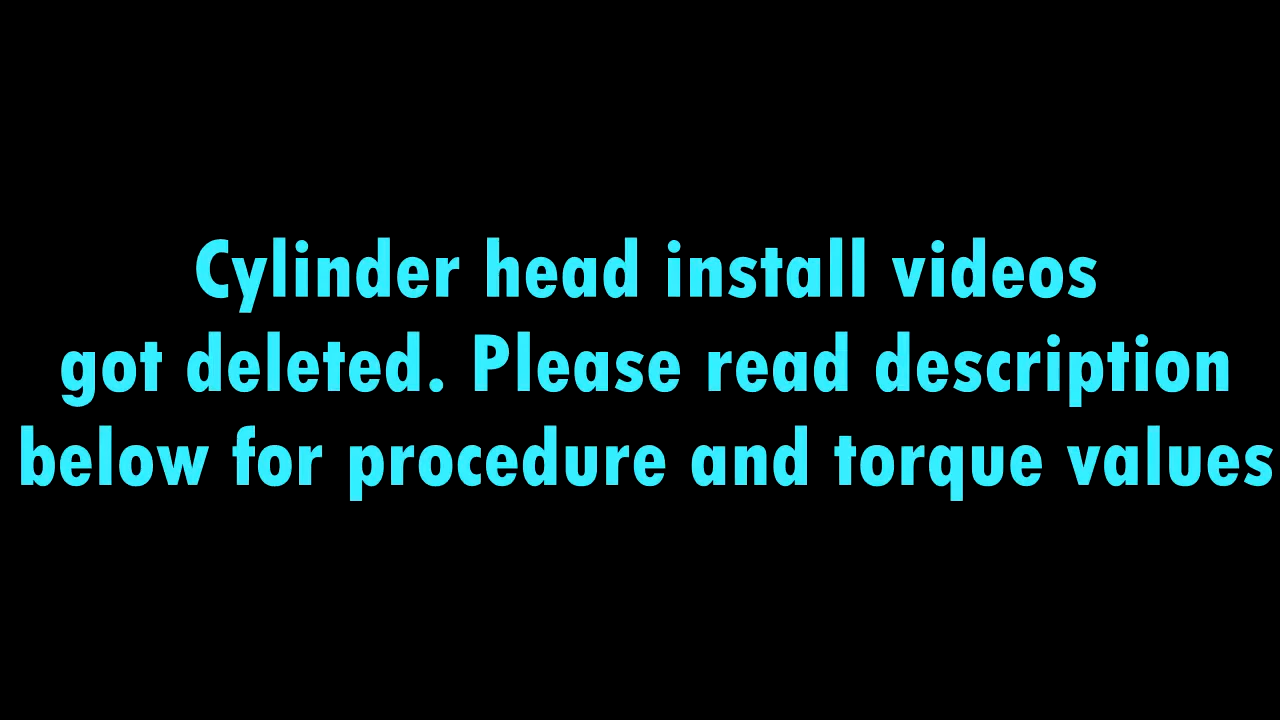 Cylinder head install videos
got deleted. Please read description
below for procedure and torque values